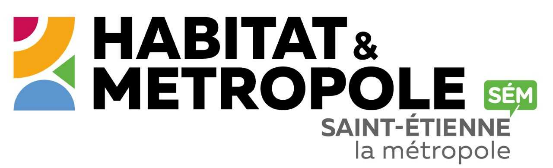 HABITAT &
METROPOLE
SÉM
SAINT-ÉTIENNE
la métropole